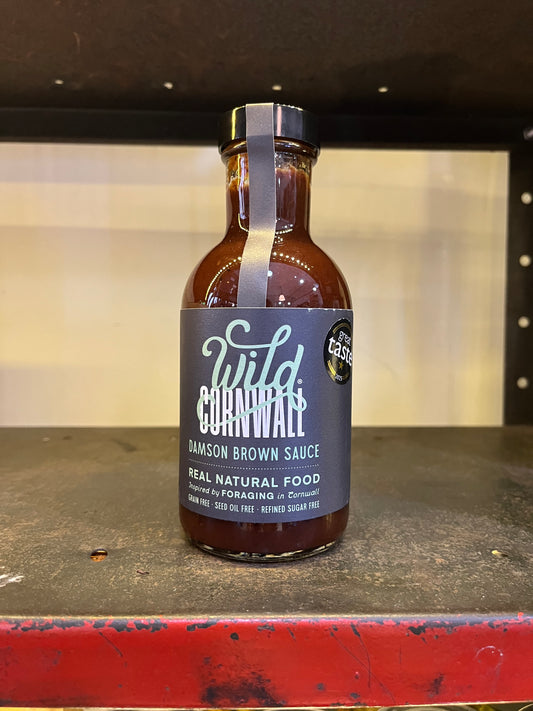 Wild
CORNWALL®
DAMSON BROWN SAUCE
REAL NATURAL FOOD
Inspired by FORAGING in Cornwall
GRAIN FREE · SEED OIL FREE · REFINED SUGAR FREE
great
taste